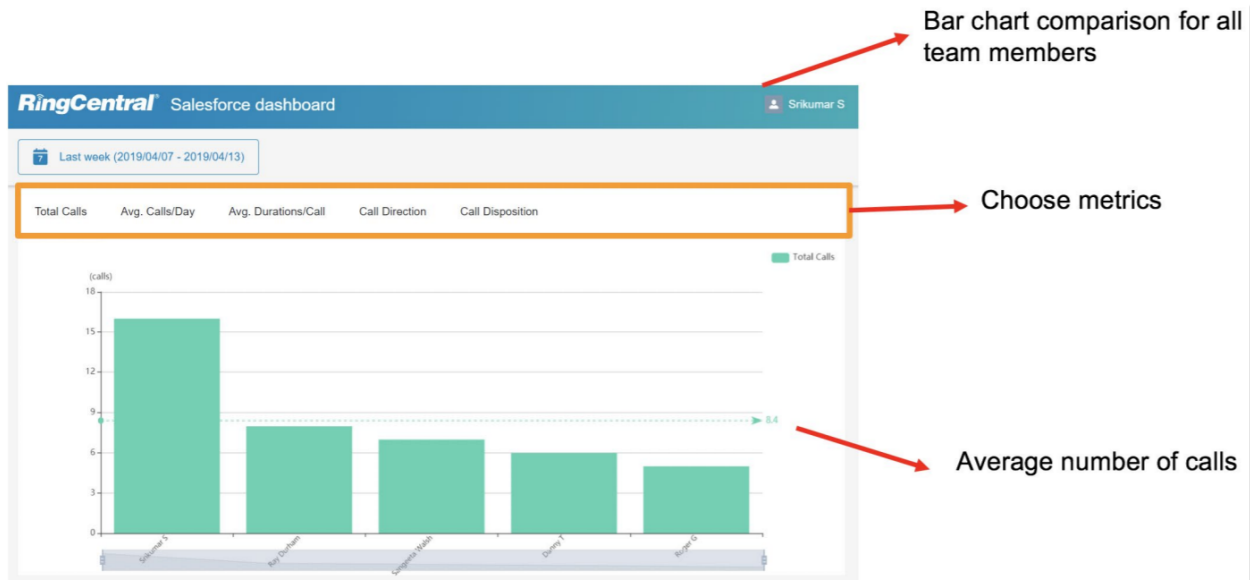 Bar chart comparison for all
team members
RingCentral® Salesforce dashboard
Srikumar S
7 Last week (2019/04/07 - 2019/04/13)
Total Calls Avg. Calls/Day Avg. Durations/Call Call Direction Call Disposition
Choose metrics
Total Calls
(calls)
18
15
12
9
8.4
6
Average number of calls
3
0
Srikumar S Ray Durham Sangeeta Walsh Danny T Roger G